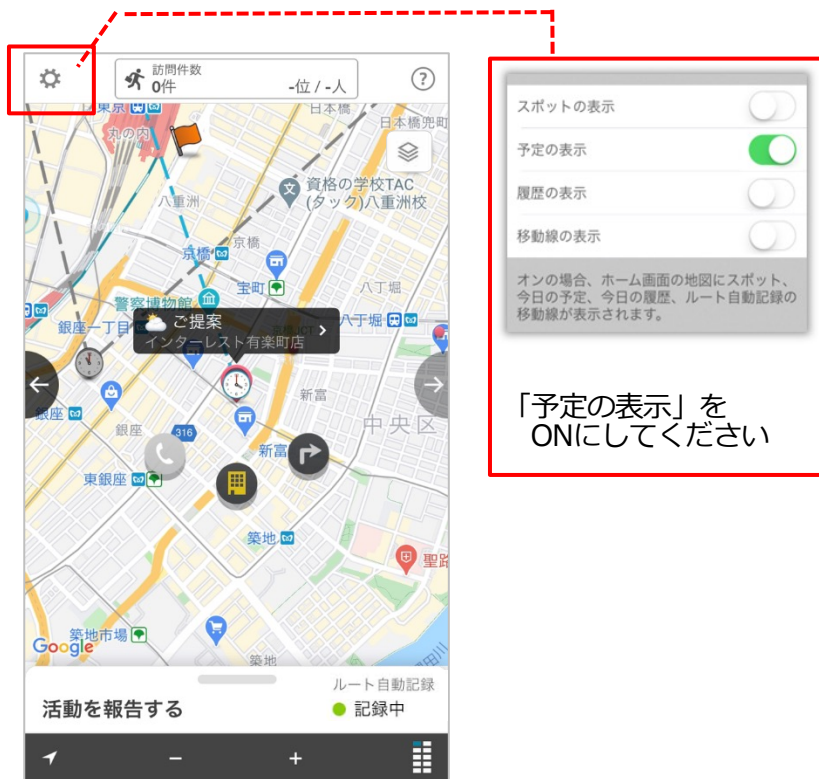 訪問件数
0件
-位 / -人
?
東京
日本橋
日本橋兜町
丸の内
八重洲
資格の学校TAC
(タック)八重洲校
京橋
京橋
宝町
八丁堀
警察博物館
銀座一丁目
ご提案
インターレスト有楽町店
八丁堀
新富
銀座
銀座
316
中央区
新富
東銀座
築地
聖路
築地市場
Google
築地
活動を報告する
ルート自動記録
記録中
スポットの表示
予定の表示
履歴の表示
移動線の表示
オンの場合、ホーム画面の地図にスポット、
今日の予定、今日の履歴、ルート自動記録の
移動線が表示されます。
「予定の表示」を
ONにしてください